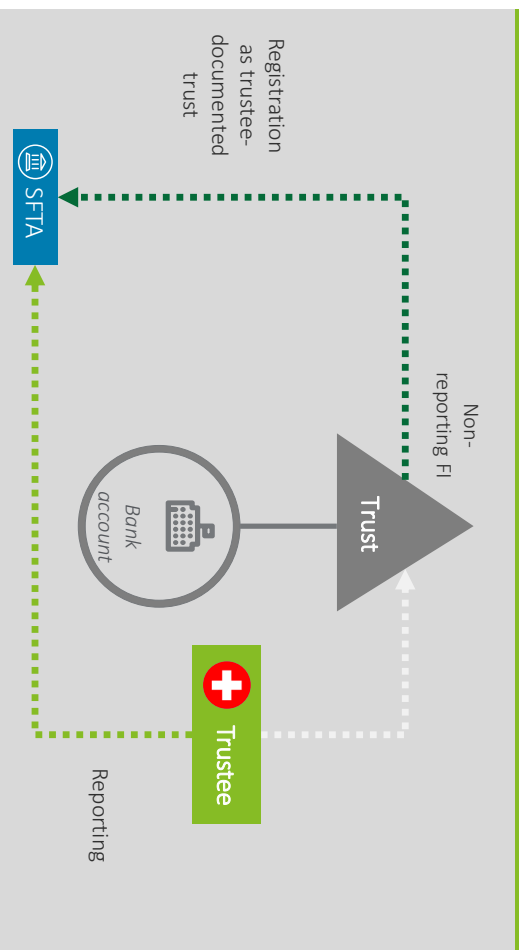 Non-
reporting FI
Trust
Registration
as trustee-
documented
trust
Trustee
Bank
account
SFTA
Reporting